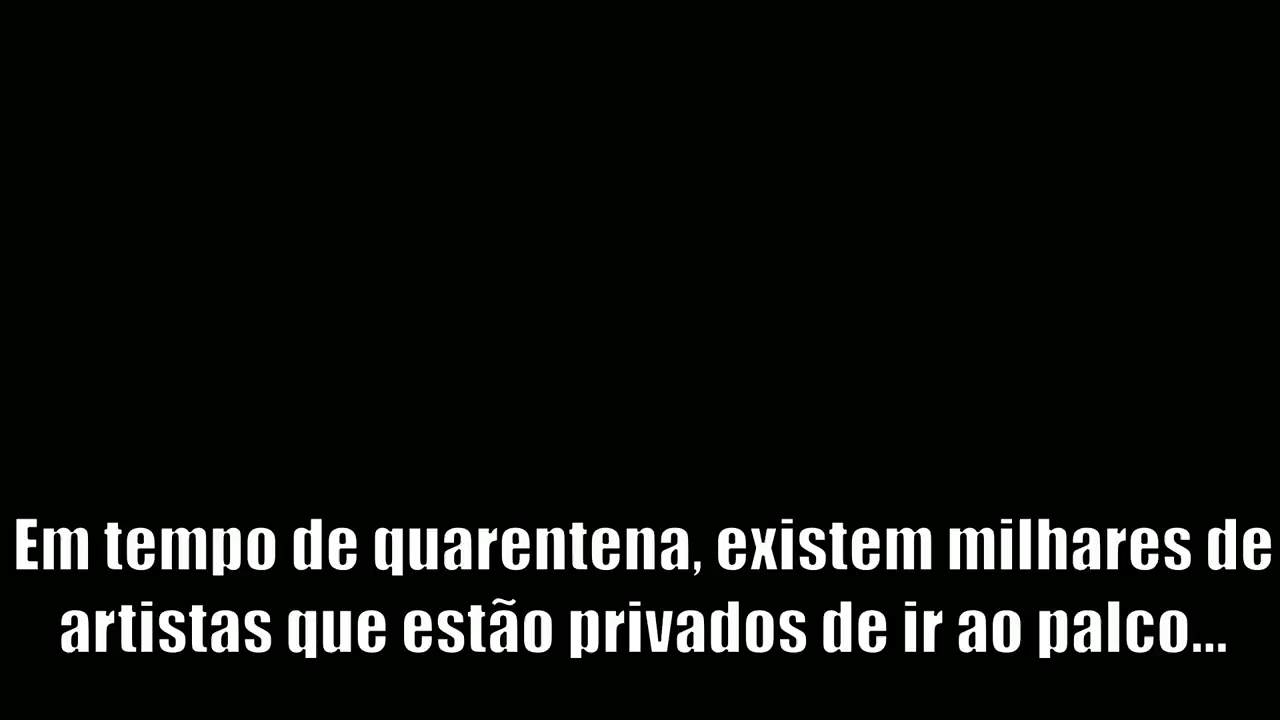 Em tempo de quarentena, existem milhares de
artistas que estão privados de ir ao palco...